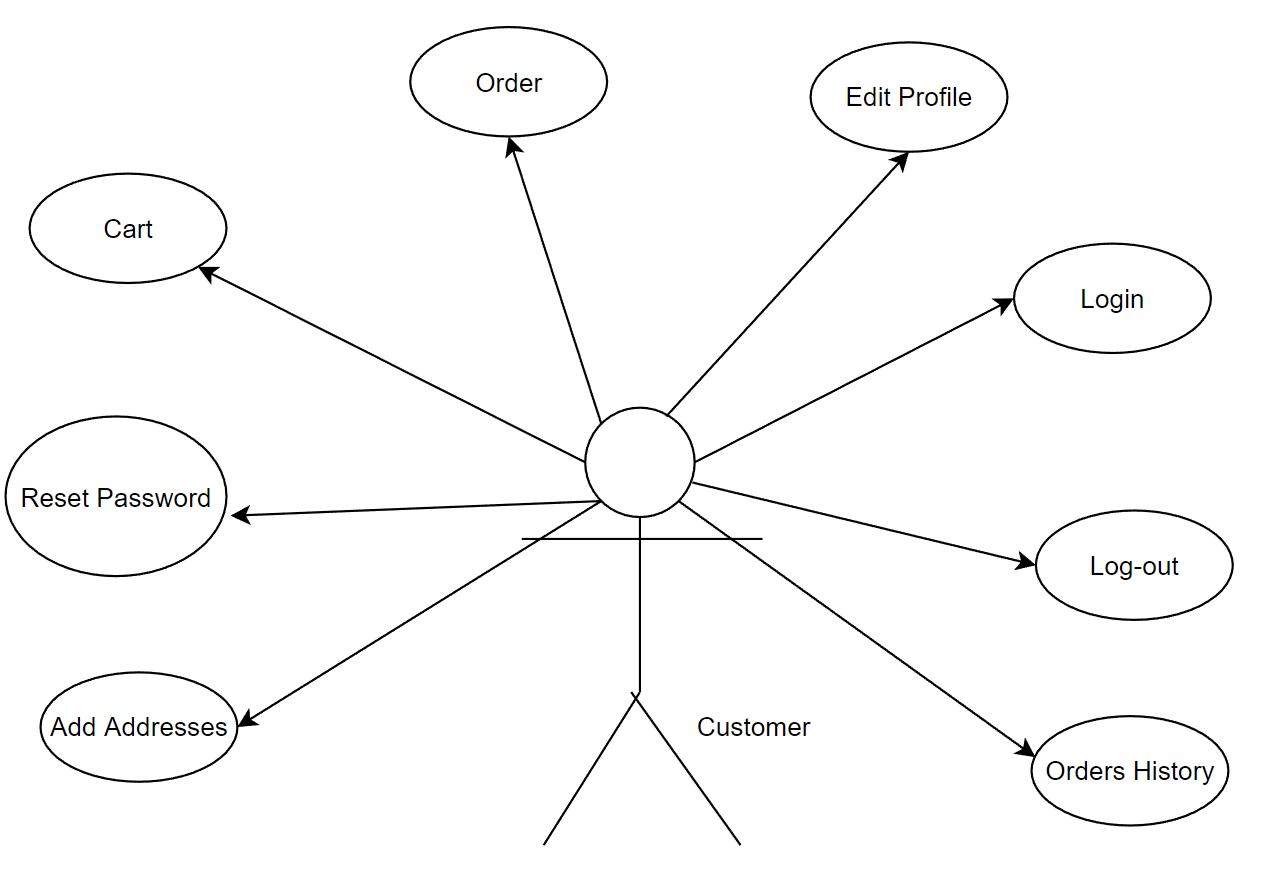 Order
Edit Profile
Cart
Login
Reset Password
Log-out
Add Addresses
Customer
Orders History